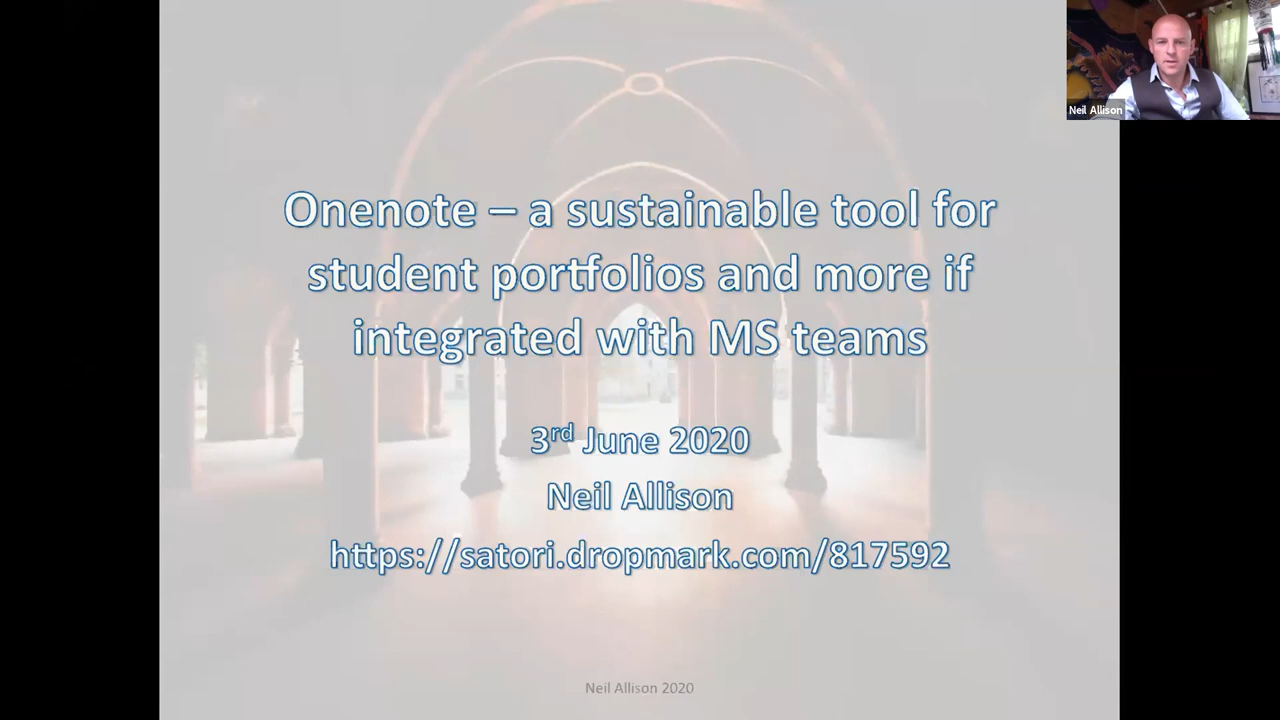 Neil Allison
Onenote – a sustainable tool for
student portfolios and more if
integrated with MS teams
3rd June 2020
Neil Allison
https://satori.dropmark.com/817592
Neil Allison 2020